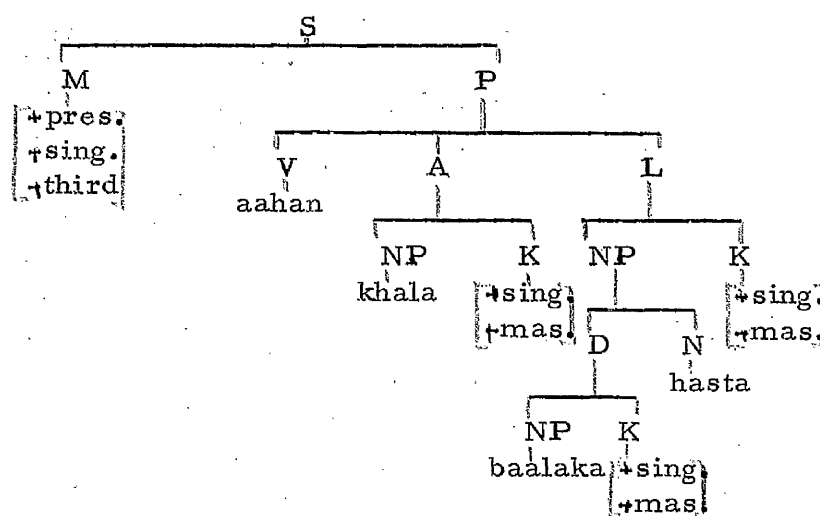 S
M P
+pres.
+sing.
+third
V A L
aahan
NP K NP K
khala
+sing.
+mas.
+sing.
+mas.
D N
hasta
NP K
baalaka
+sing.
+mas